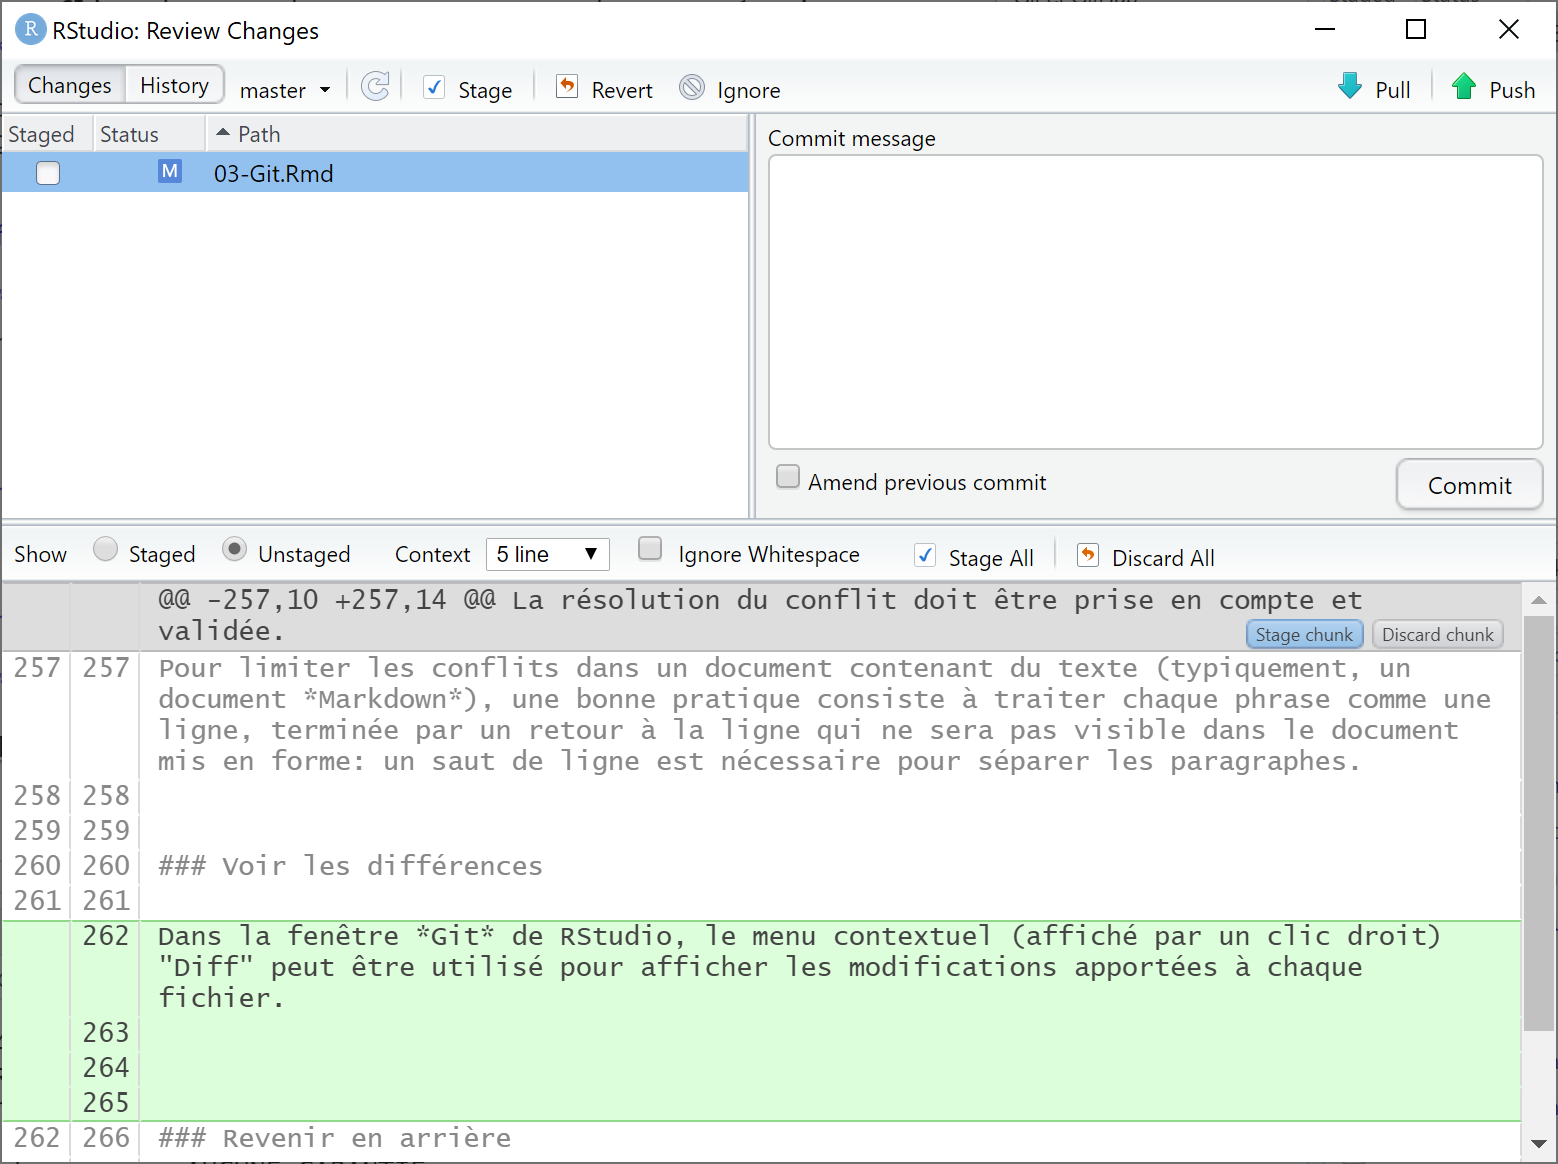 RStudio: Review Changes
Changes History master Stage Revert Ignore Pull Push
Staged Status Path
M 03-Git.Rmd
Commit message
Amend previous commit
Commit
Show Staged Unstaged Context 5 line Ignore Whitespace Stage All Discard All
@@ -257,10 +257,14 @@ La résolution du conflit doit être prise en compte et
validée.
Stage chunk Discard chunk
257 257 Pour limiter les conflits dans un document contenant du texte (typiquement, un
document *Markdown*), une bonne pratique consiste à traiter chaque phrase comme une
ligne, terminée par un retour à la ligne qui ne sera pas visible dans le document
mis en forme: un saut de ligne est nécessaire pour séparer les paragraphes.
258 258
259 259
260 260 ### Voir les différences
261 261
262 Dans la fenêtre *Git* de RStudio, le menu contextuel (affiché par un clic droit)
"Diff" peut être utilisé pour afficher les modifications apportées à chaque
fichier.
263
264
265
262 266 ### Revenir en arrière